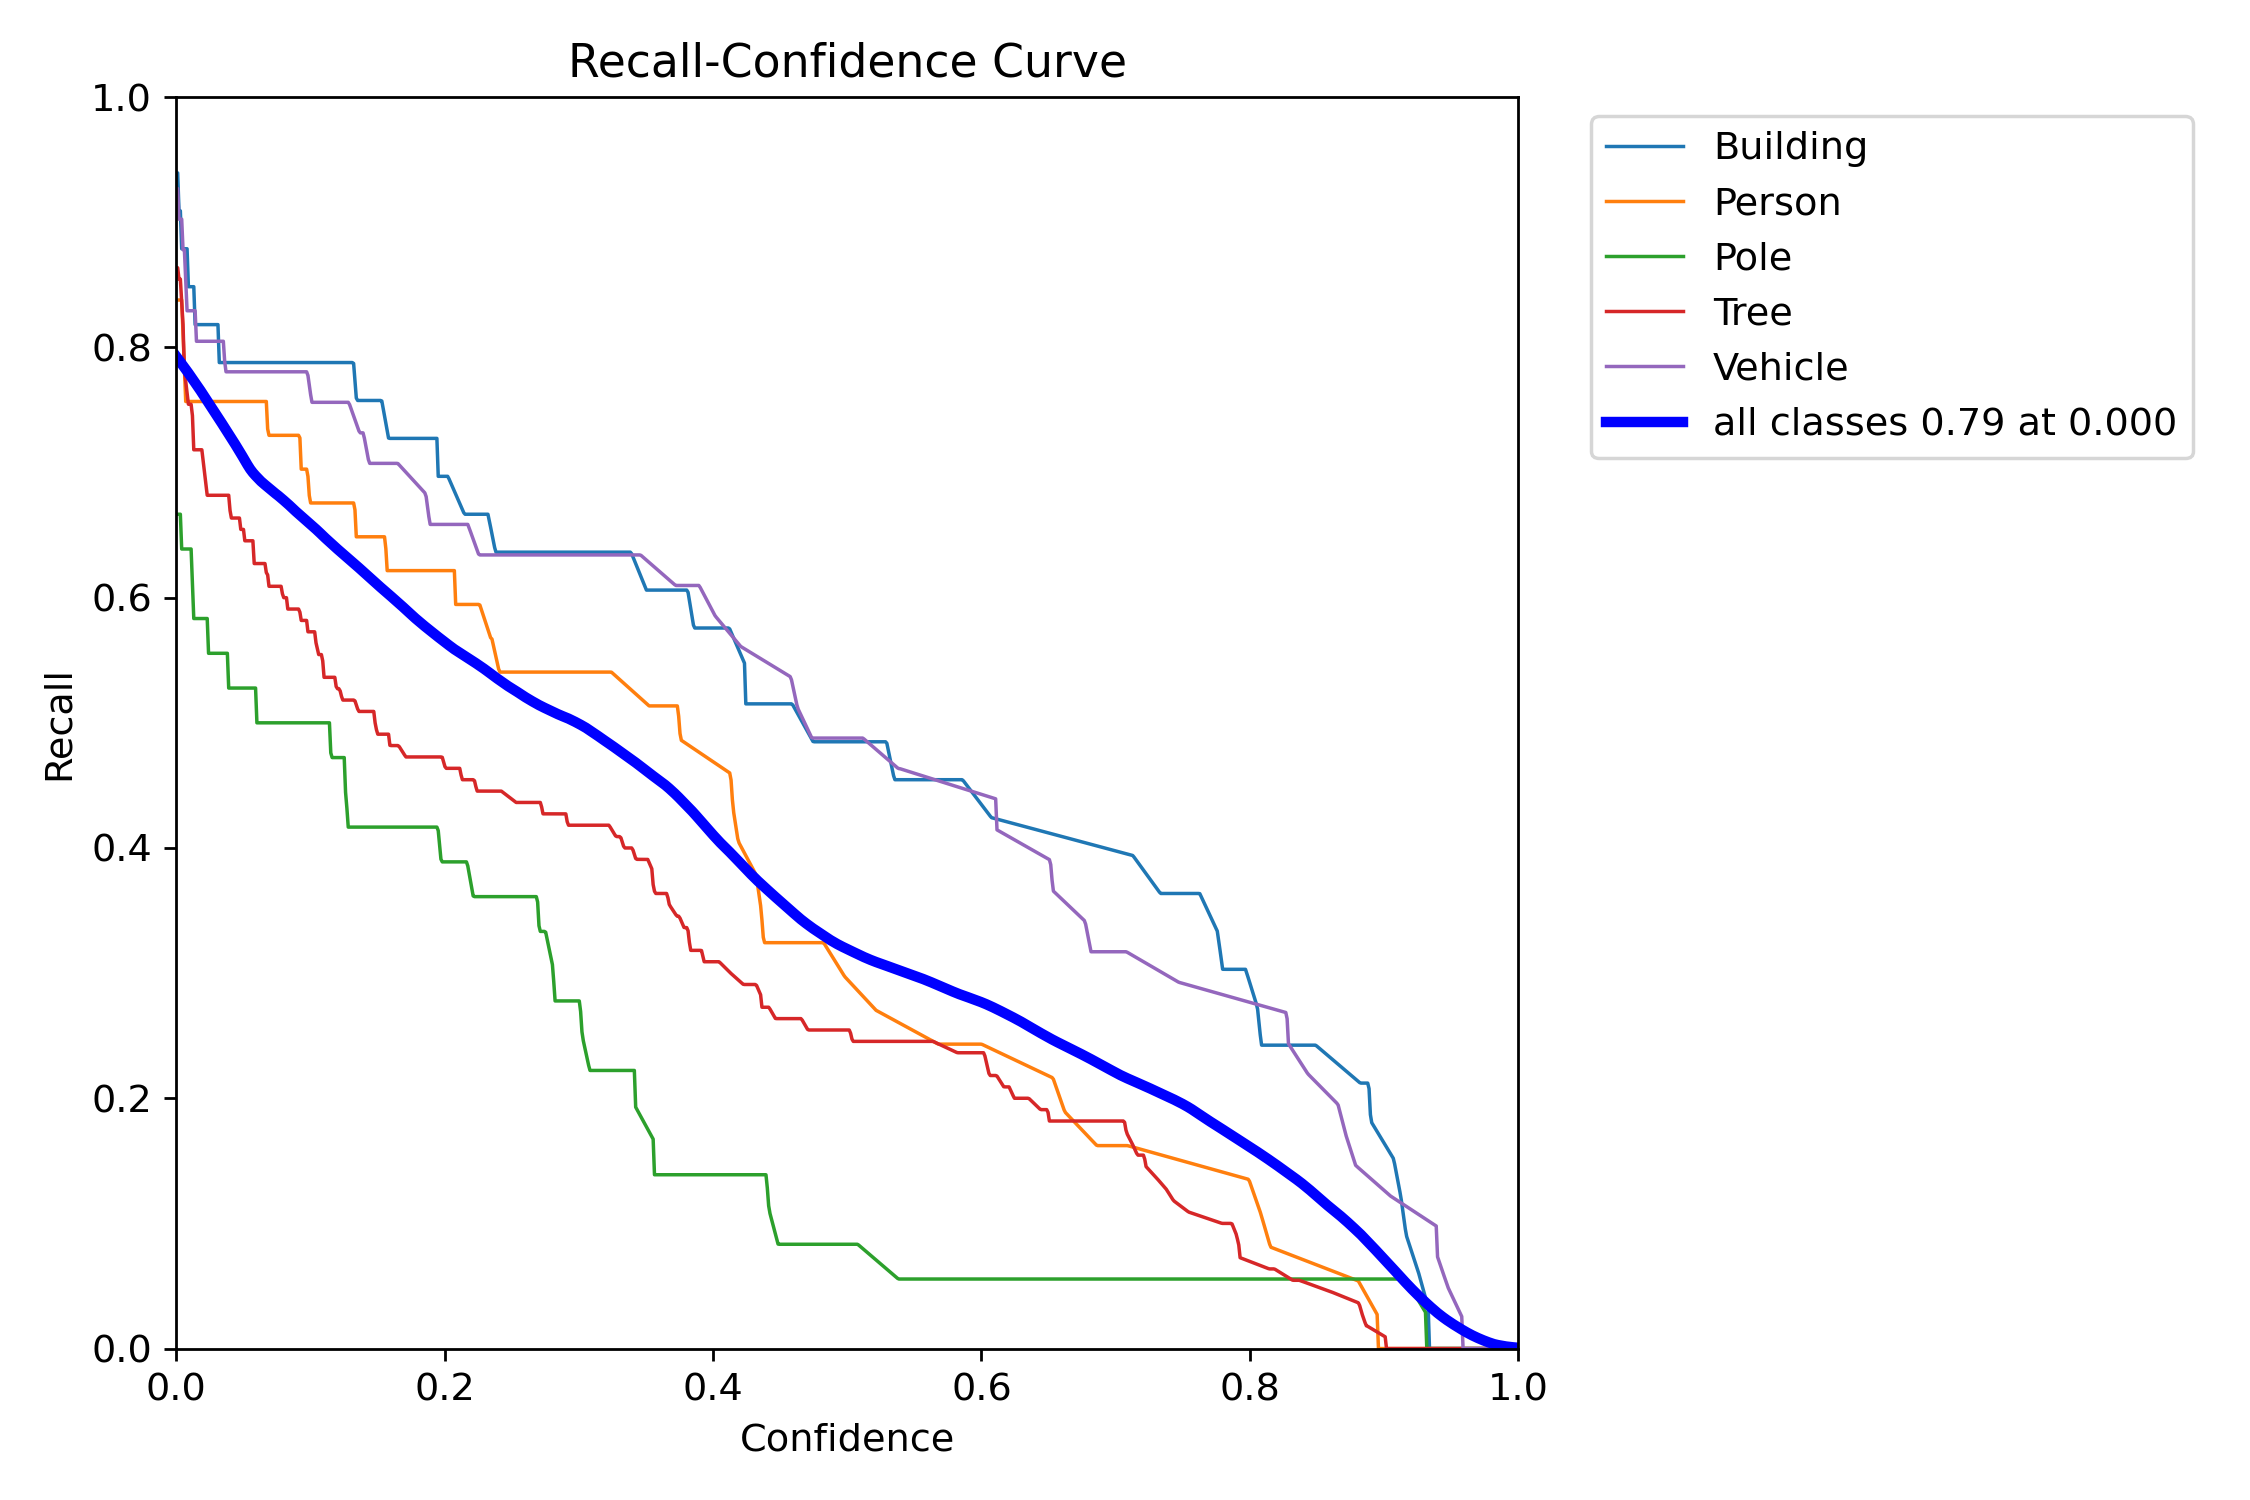 Recall-Confidence Curve
1.0
0.8
0.6
0.4
0.2
0.0
Recall
0.0 0.2 0.4 0.6 0.8 1.0
Confidence
Building
Person
Pole
Tree
Vehicle
all classes 0.79 at 0.000